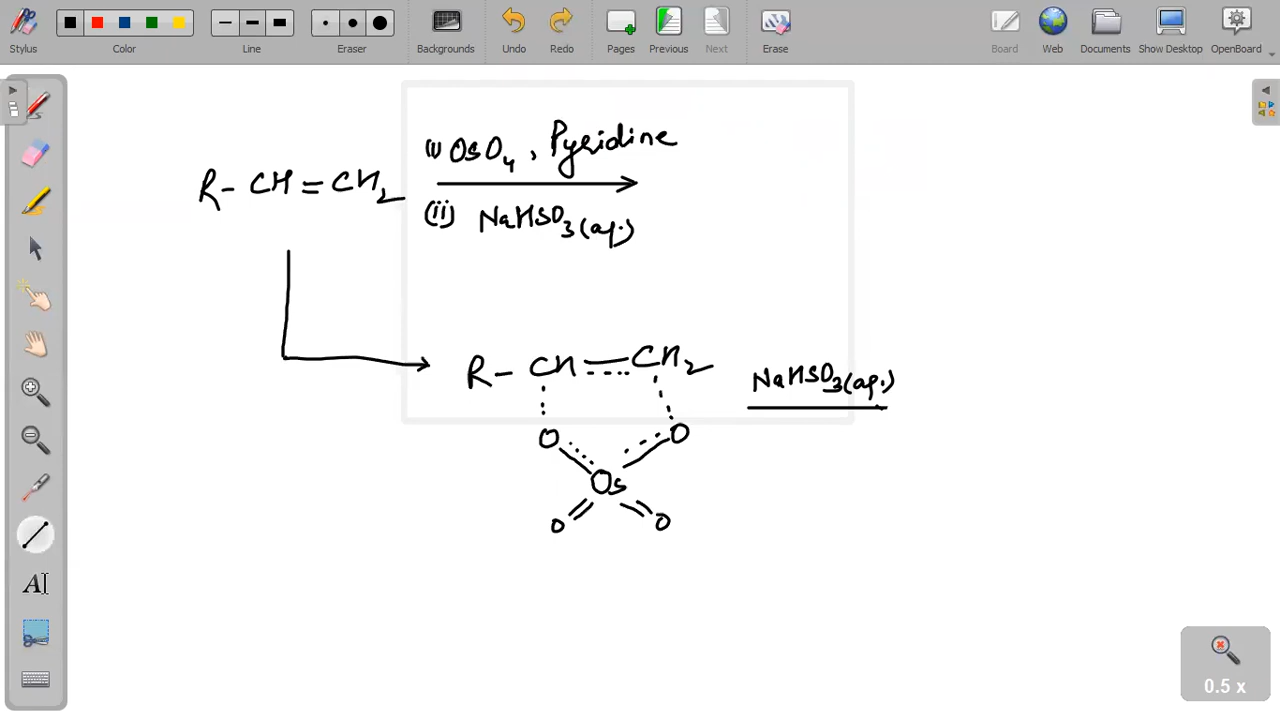 Stylus Color Line Eraser Backgrounds Undo Redo Pages Previous Next Erase Board Web Documents Show Desktop OpenBoard
(i) OsO4, Pyridine
R- CH = CH2
(ii) NaHSO3(aq.)
R- CH = CH2
NaHSO3(aq.)
O O
Os
O O
0.5 x